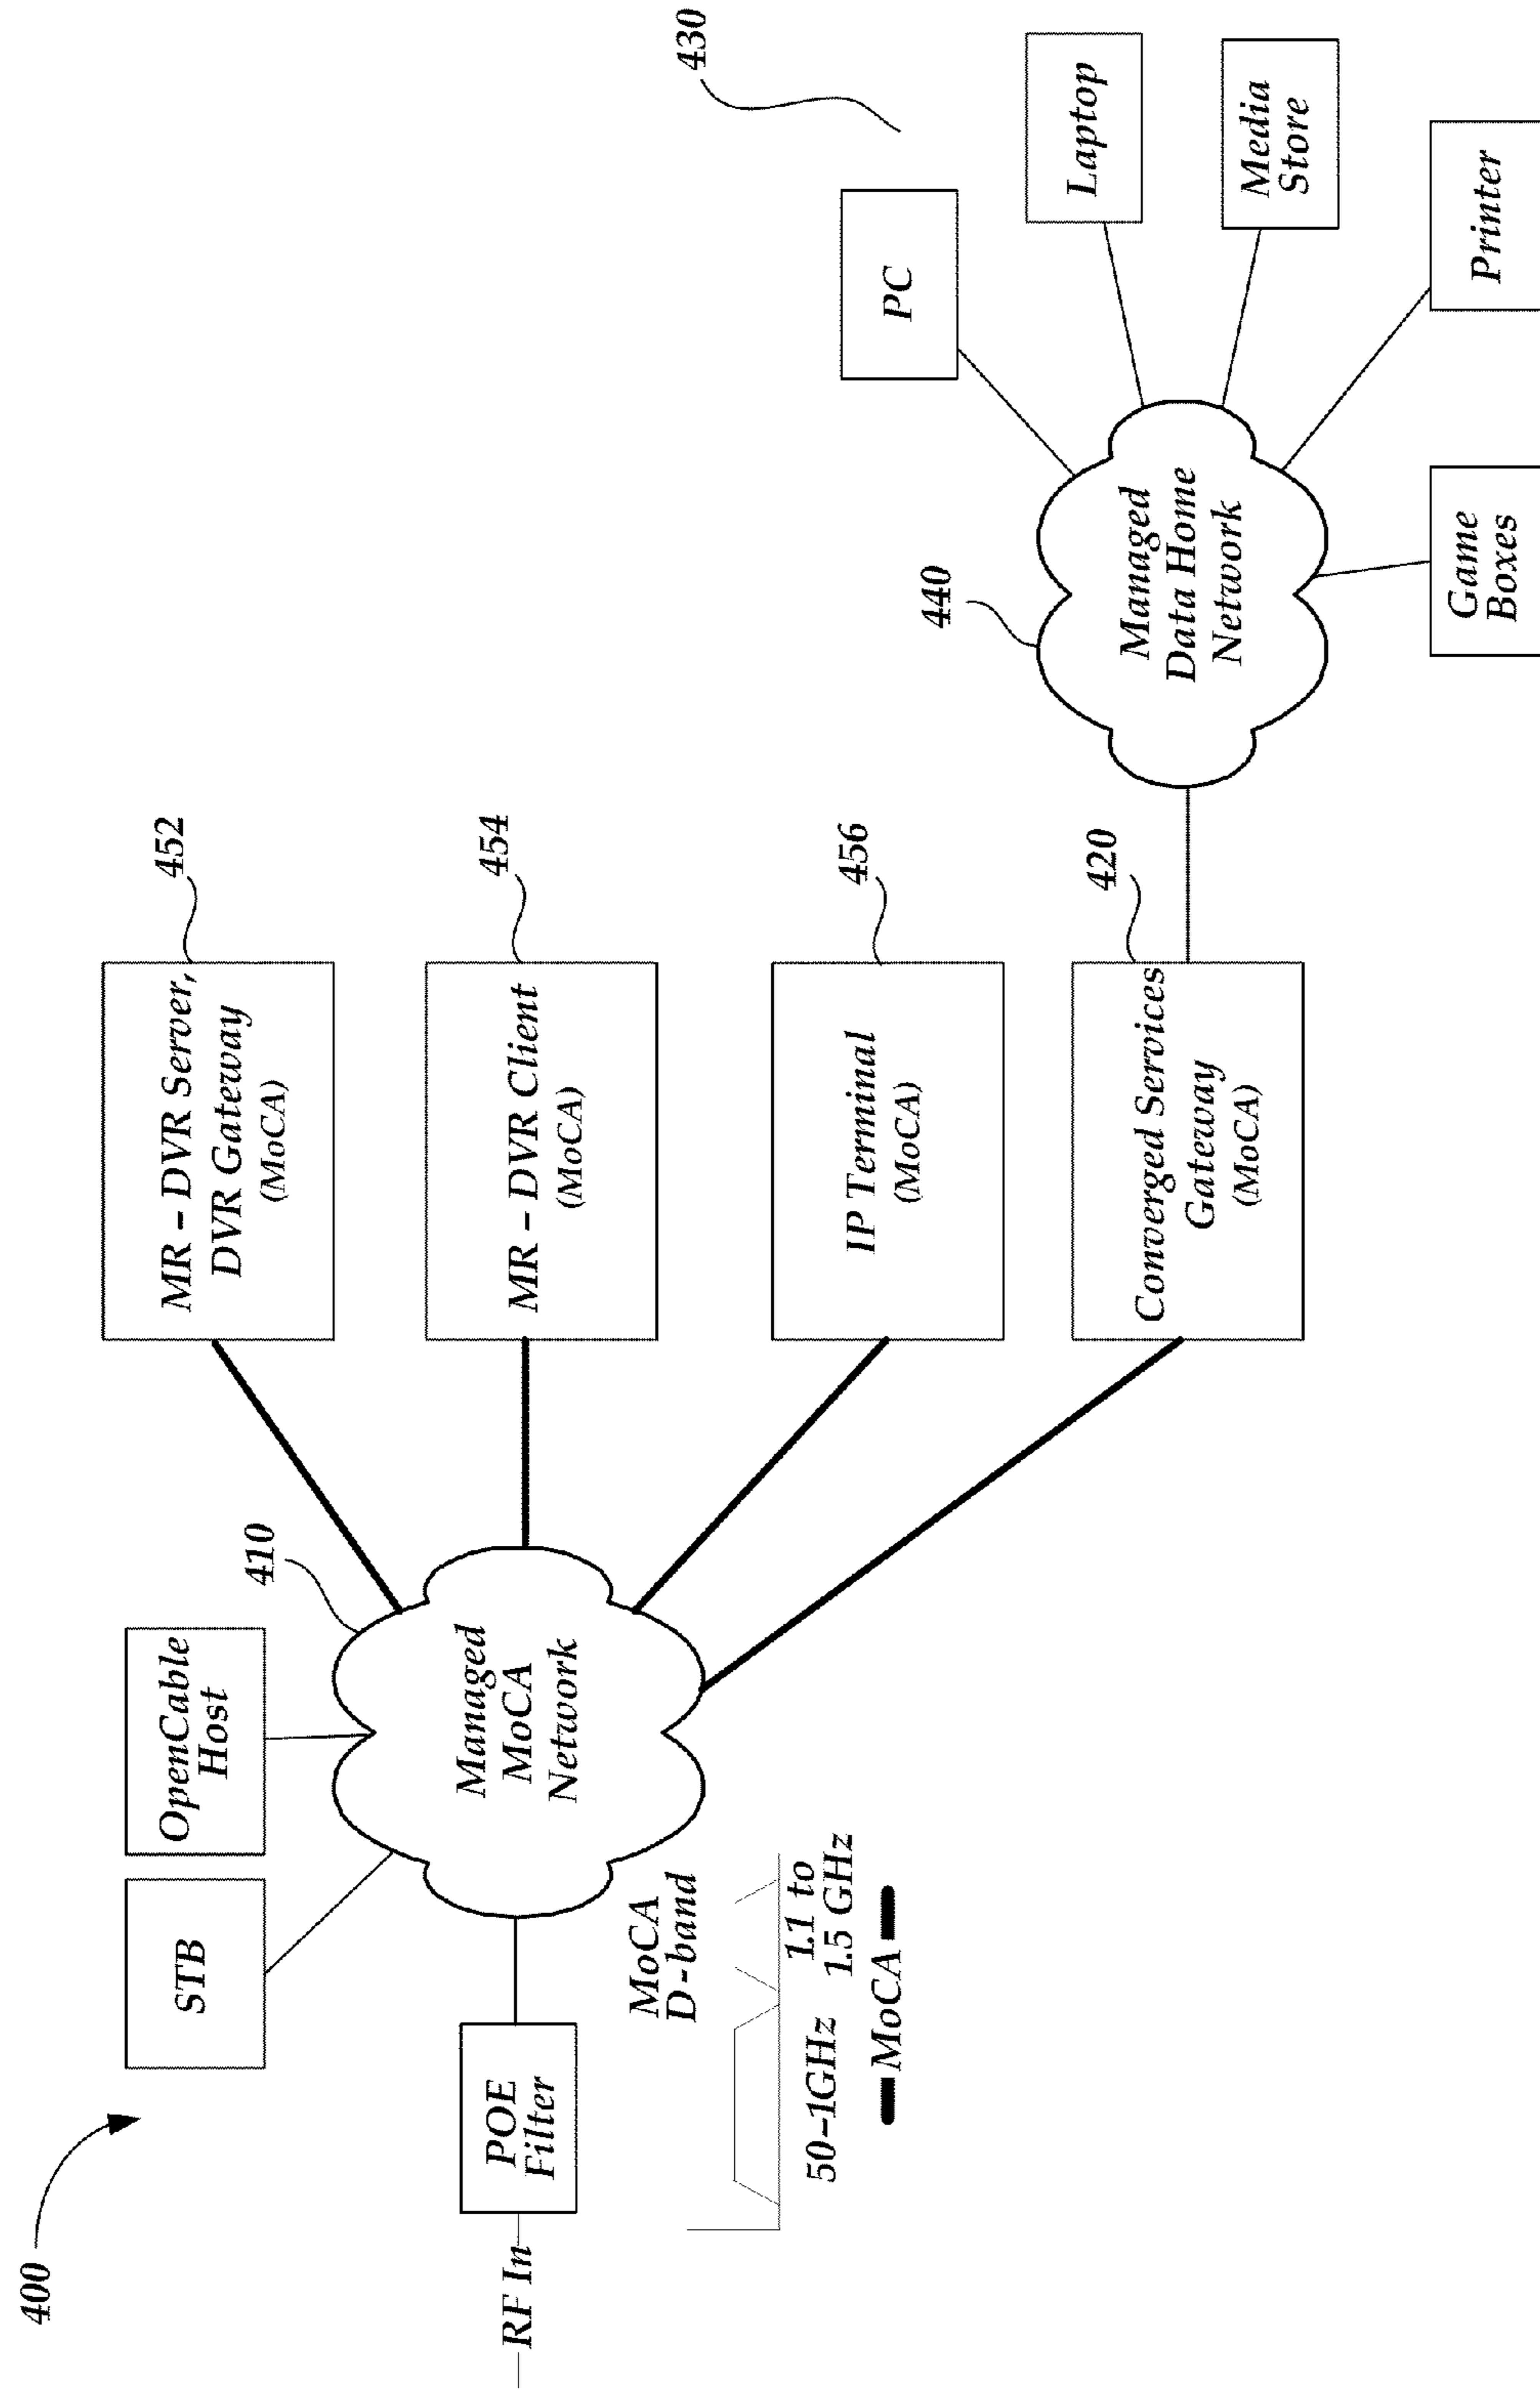 400
STB
OpenCable
Host
410
RF In
POE
Filter
Managed
MoCA
Network
MoCA
D-band
50-1GHz
1.1 to
1.5 GHz
MoCA
MR - DVR Server,
DVR Gateway
(MoCA)
452
MR - DVR Client
(MoCA)
454
IP Terminal
(MoCA)
456
Converged Services
Gateway
(MoCA)
420
430
440
Managed
Data Home
Network
PC
Laptop
Media
Store
Printer
Game
Boxes